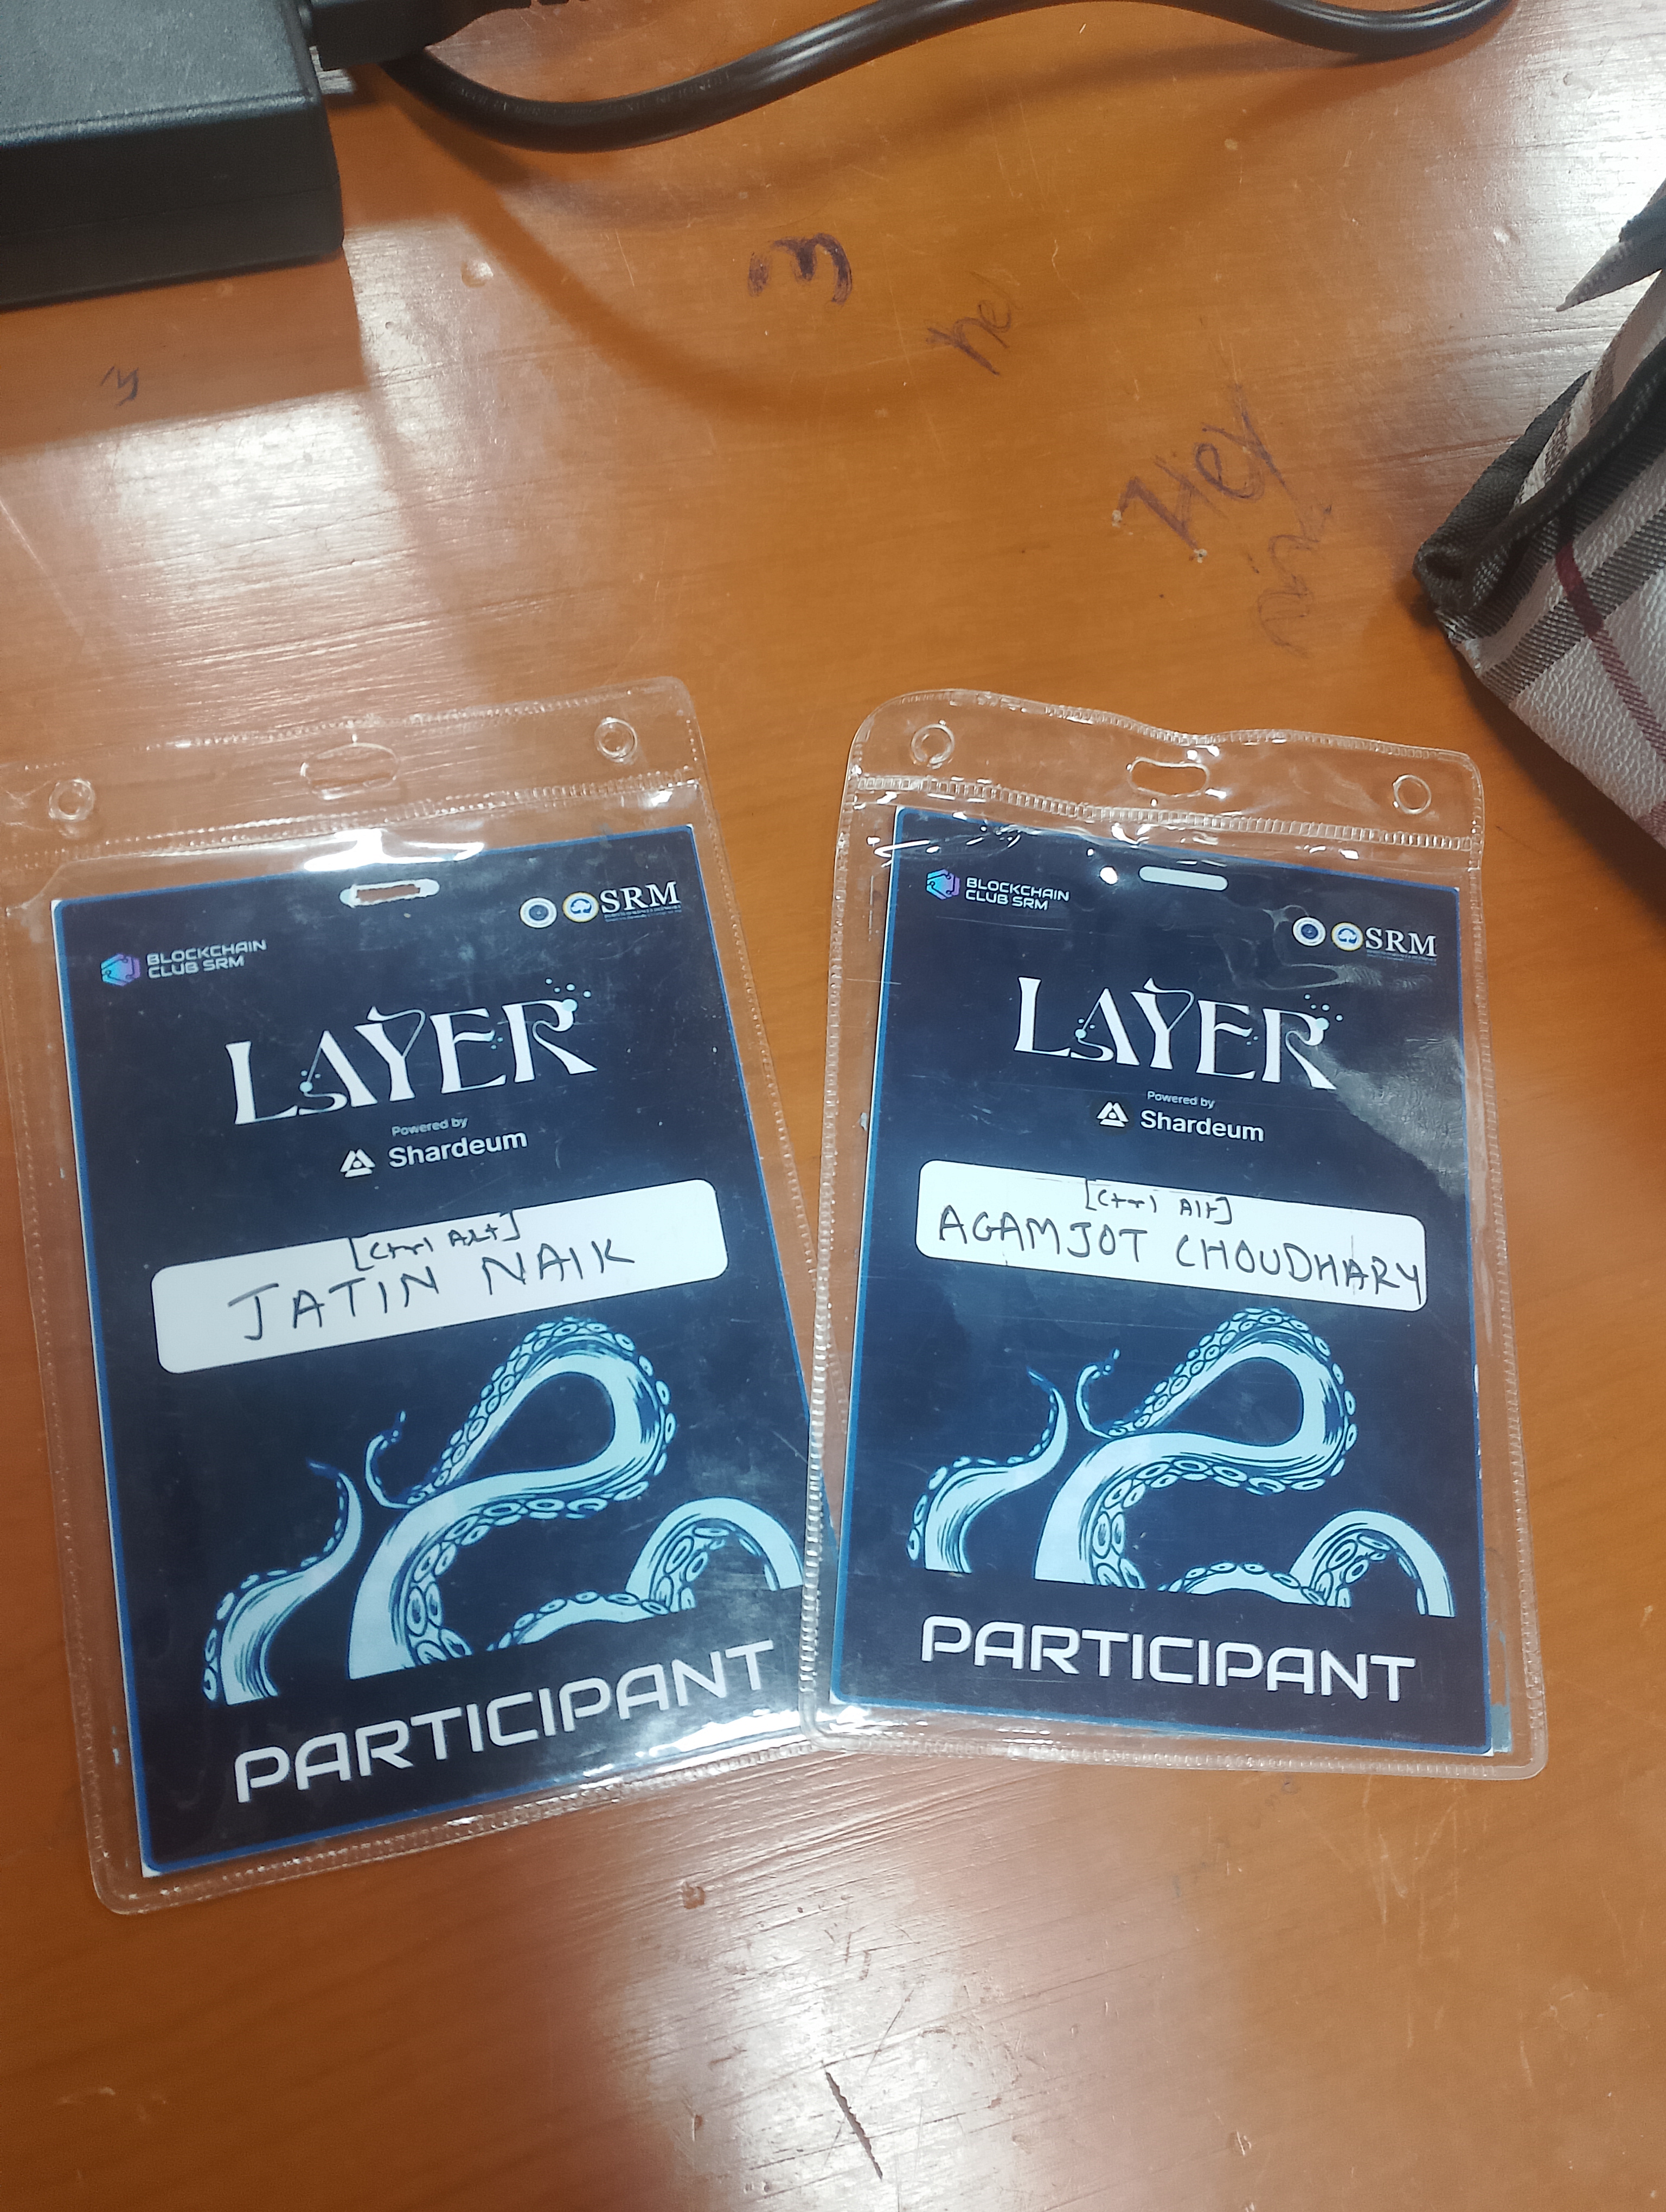 3
he
Hey
BLOCKCHAIN
CLUB SRM
SRM
LAYER
Powered by
Shardeum
[Ctrl Alt]
JATIN NAIK
PARTICIPANT
BLOCKCHAIN
CLUB SRM
SRM
LAYER
Powered by
Shardeum
[Ctrl Alt]
AGAMJOT CHOUDHARY
PARTICIPANT